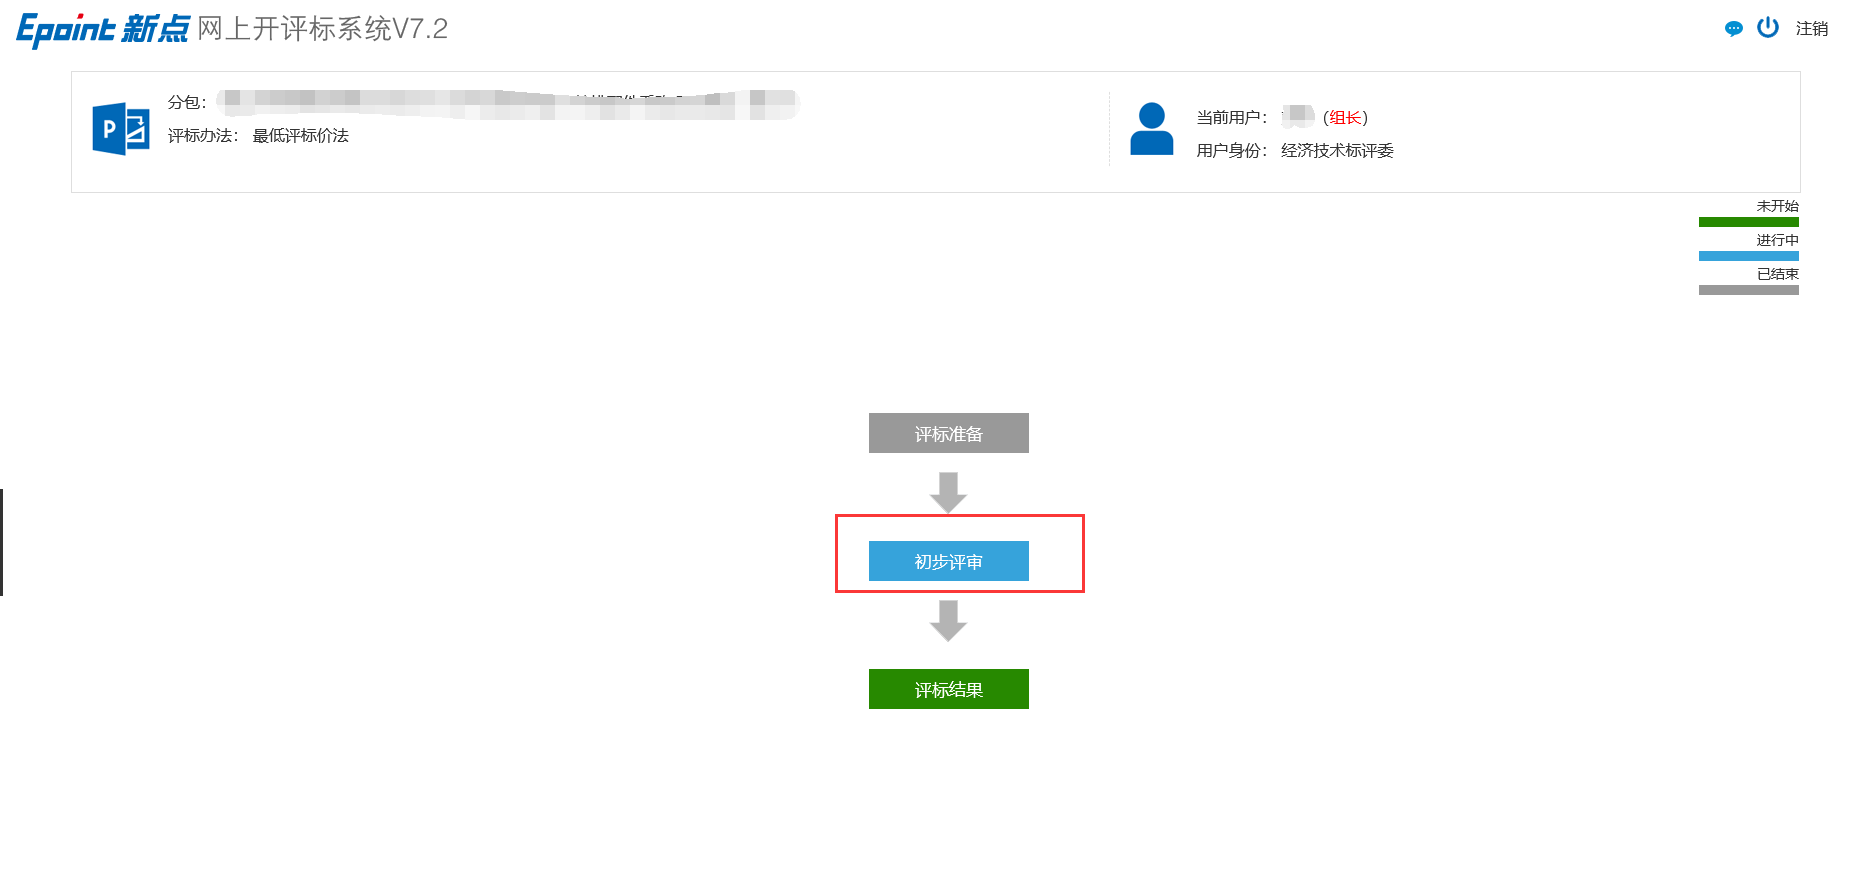 Epoint 新点 网上开评标系统V7.2
注销
分包：
评标办法： 最低评标价法
当前用户： （组长）
用户身份： 经济技术标评委
未开始
进行中
已结束
评标准备
初步评审
评标结果